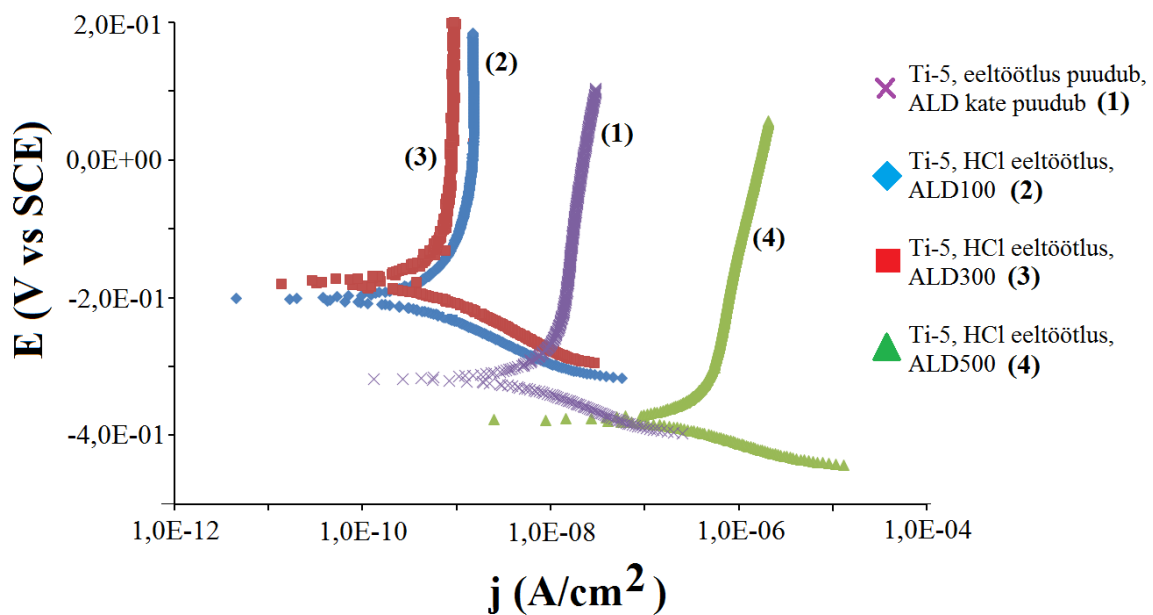 2,0E-01
0,0E+00
-2,0E-01
-4,0E-01
E (V vs SCE)
1,0E-12
1,0E-10
1,0E-08
1,0E-06
1,0E-04
j (A/cm²)
(2)
(3)
(1)
(4)
Ti-5, eeltöötlus puudub,
ALD kate puudub (1)
Ti-5, HCl eeltöötlus,
ALD100 (2)
Ti-5, HCl eeltöötlus,
ALD300
(3)
Ti-5, HCl eeltöötlus,
ALD500 (4)